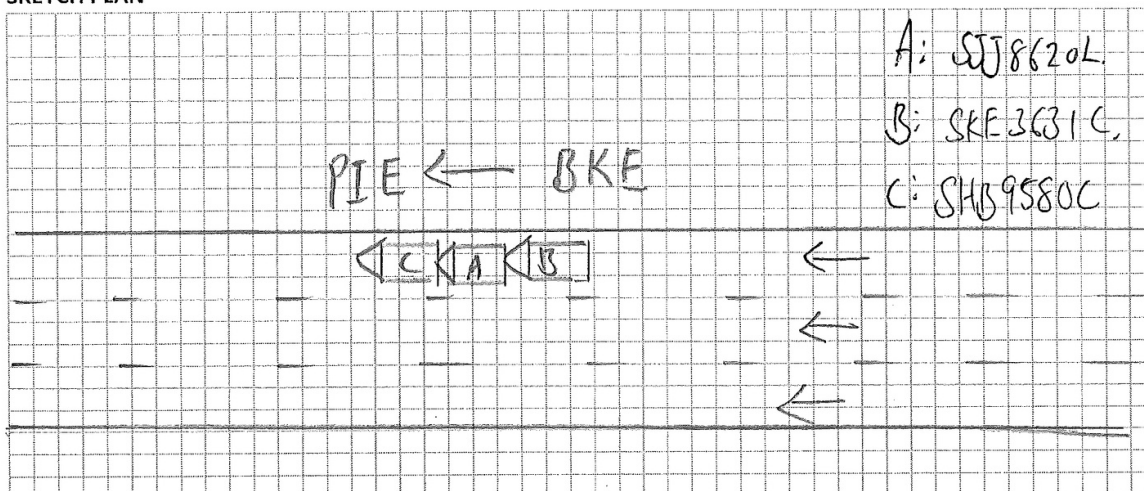 SKETCH PLAN
A: SJJ8620L.
B: SKE3631C.
C: SHB9580C
PIE ← BKE
C A B